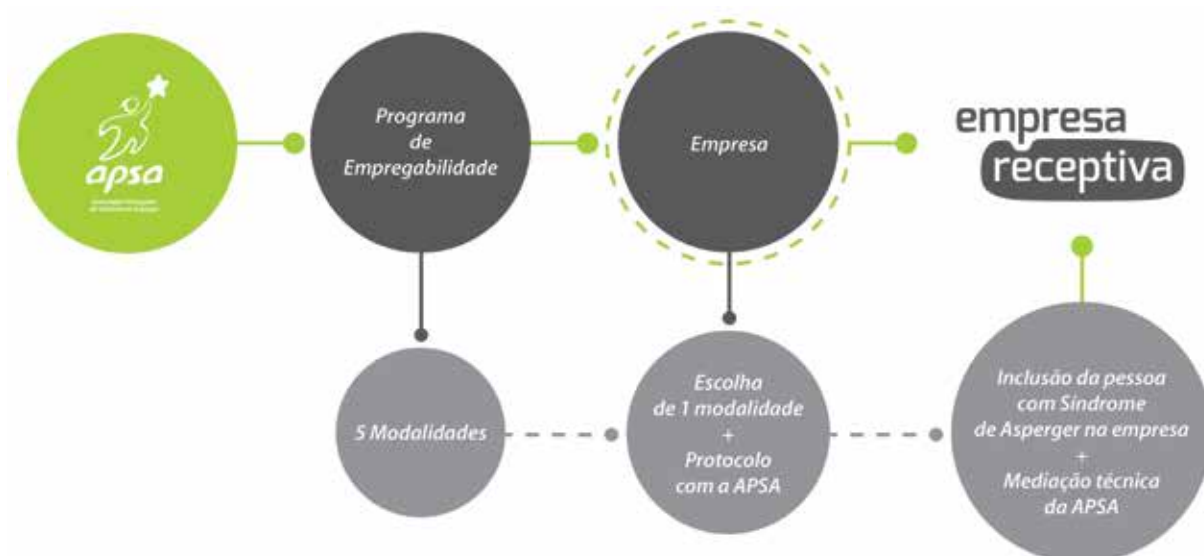 apsa
Programa
de
Empregabilidade
Empresa
empresa
receptiva
5 Modalidades
Escolha
de 1 modalidade
+
Protocolo
com a APSA
Inclusão da pessoa
com Síndrome
de Asperger na empresa
+
Mediação técnica
da APSA